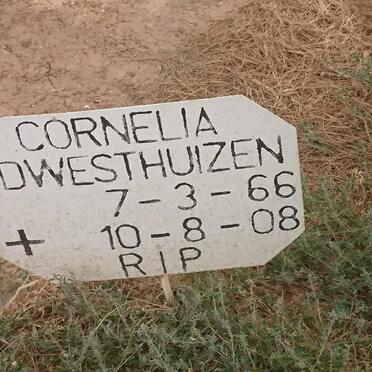 CORNELIA
DWESTHUIZEN
7-3-66
+ 10-8-08
RIP